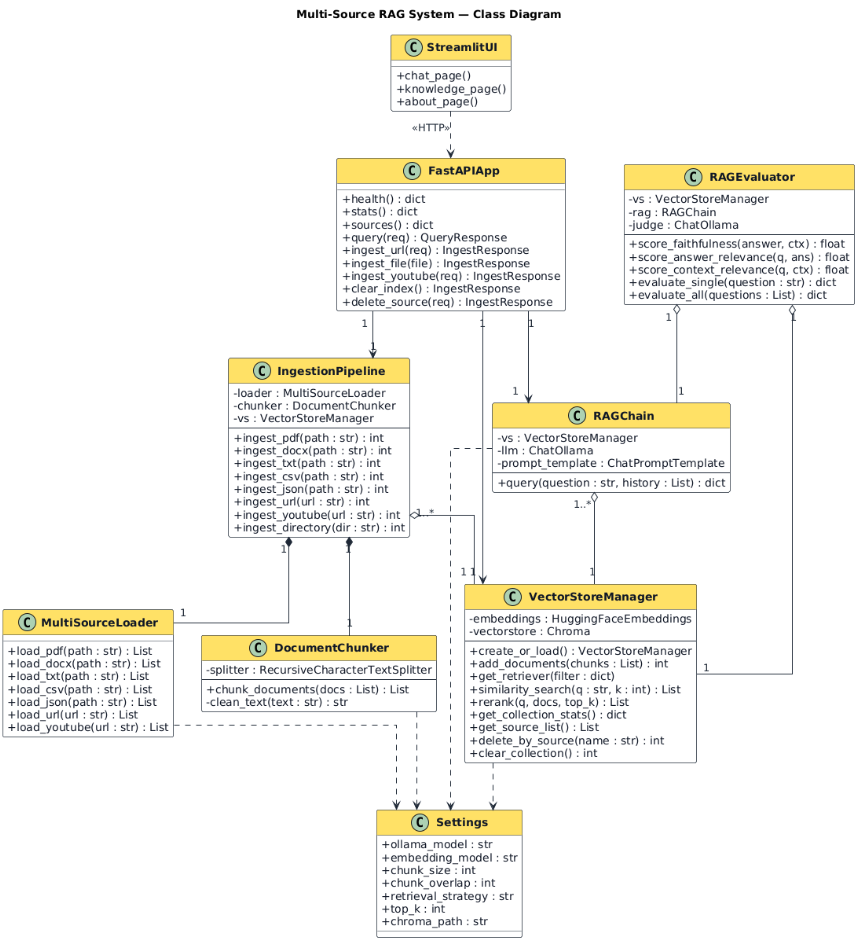 Multi-Source RAG System — Class Diagram
C StreamlitUI
+chat_page()
+knowledge_page()
+about_page()
«HTTP»
C FastAPIApp
+health() : dict
+stats() : dict
+sources() : dict
+query(req) : QueryResponse
+ingest_url(req) : IngestResponse
+ingest_file(file) : IngestResponse
+ingest_youtube(req) : IngestResponse
+clear_index() : IngestResponse
+delete_source(req) : IngestResponse
C RAGEvaluator
-vs : VectorStoreManager
-rag : RAGChain
-judge : ChatOllama
+score_faithfulness(answer, ctx) : float
+score_answer_relevance(q, ans) : float
+score_context_relevance(q, ctx) : float
+evaluate_single(question : str) : dict
+evaluate_all(questions : List) : dict
1
1
1
1
1
1
C IngestionPipeline
-loader : MultiSourceLoader
-chunker : DocumentChunker
-vs : VectorStoreManager
+ingest_pdf(path : str) : int
+ingest_docx(path : str) : int
+ingest_txt(path : str) : int
+ingest_csv(path : str) : int
+ingest_json(path : str) : int
+ingest_url(url : str) : int
+ingest_youtube(url : str) : int
+ingest_directory(dir : str) : int
1
1
C RAGChain
-vs : VectorStoreManager
-llm : ChatOllama
-prompt_template : ChatPromptTemplate
+query(question : str, history : List) : dict
1..*
1..*
1
1
1
1
1
C VectorStoreManager
-embeddings : HuggingFaceEmbeddings
-vectorstore : Chroma
+create_or_load() : VectorStoreManager
+add_documents(chunks : List) : int
+get_retriever(filter : dict)
+similarity_search(q : str, k : int) : List
+rerank(q, docs, top_k) : List
+get_collection_stats() : dict
+get_source_list() : List
+delete_by_source(name : str) : int
+clear_collection() : int
1
1
C MultiSourceLoader
+load_pdf(path : str) : List
+load_docx(path : str) : List
+load_txt(path : str) : List
+load_csv(path : str) : List
+load_json(path : str) : List
+load_url(url : str) : List
+load_youtube(url : str) : List
1
C DocumentChunker
-splitter : RecursiveCharacterTextSplitter
+chunk_documents(docs : List) : List
-clean_text(text : str) : str
C Settings
+ollama_model : str
+embedding_model : str
+chunk_size : int
+chunk_overlap : int
+retrieval_strategy : str
+top_k : int
+chroma_path : str